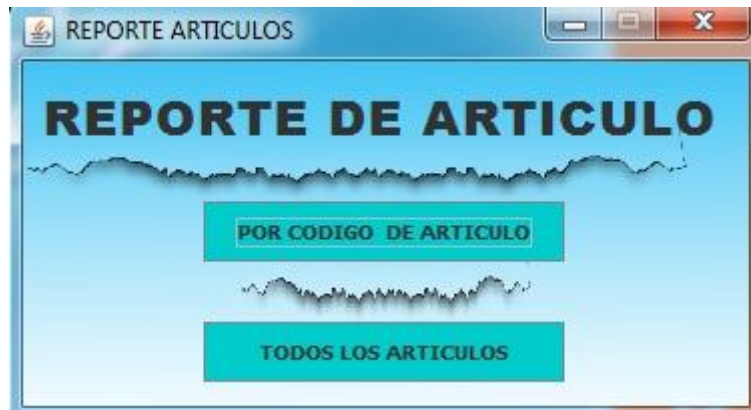 REPORTE ARTICULOS
REPORTE DE ARTICULO
POR CODIGO  DE ARTICULO
TODOS LOS ARTICULOS